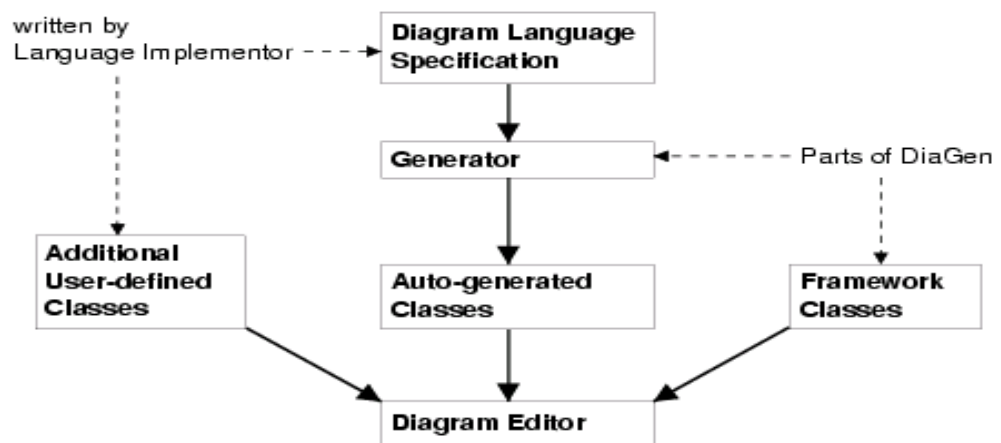 written by
Language Implementor
Diagram Language
Specification
Generator
Parts of DiaGen
Additional
User-defined
Classes
Auto-generated
Classes
Framework
Classes
Diagram Editor